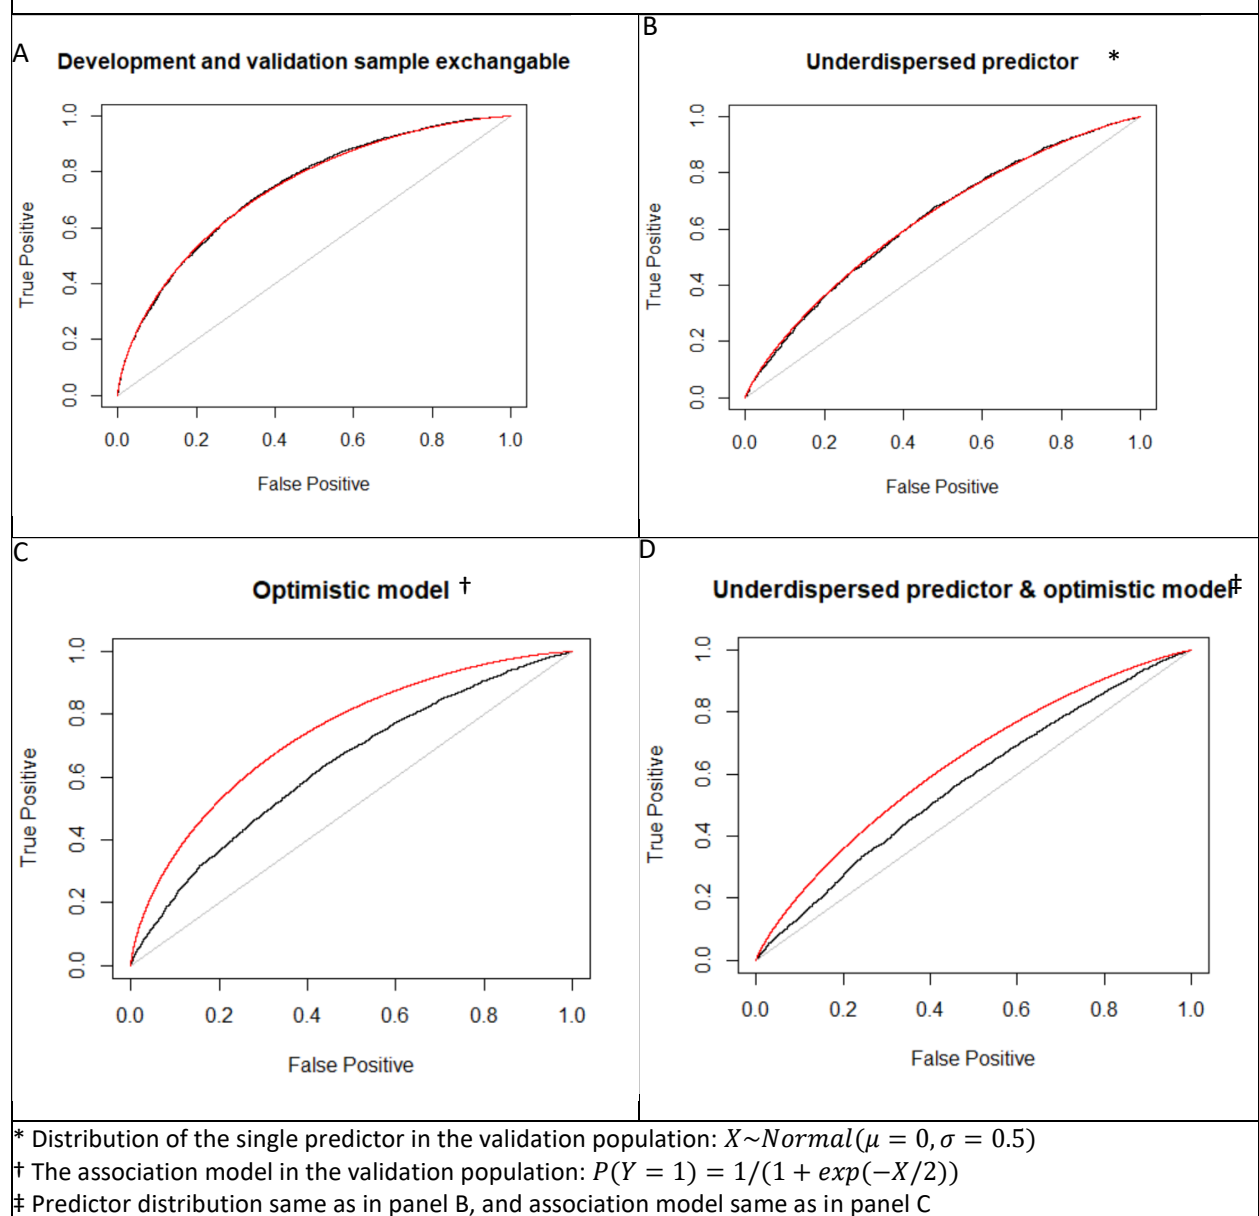 A
Development and validation sample exchangable
True Positive
1.0
0.8
0.6
0.4
0.2
0.0
0.0 0.2 0.4 0.6 0.8 1.0
False Positive
B
Underdispersed predictor *
True Positive
1.0
0.8
0.6
0.4
0.2
0.0
0.0 0.2 0.4 0.6 0.8 1.0
False Positive
C
Optimistic model †
True Positive
1.0
0.8
0.6
0.4
0.2
0.0
0.0 0.2 0.4 0.6 0.8 1.0
False Positive
D
Underdispersed predictor & optimistic model‡
True Positive
1.0
0.8
0.6
0.4
0.2
0.0
0.0 0.2 0.4 0.6 0.8 1.0
False Positive
* Distribution of the single predictor in the validation population: X~Normal(μ = 0, σ = 0.5)
† The association model in the validation population: P(Y = 1) = 1/(1 + exp(−X/2))
‡ Predictor distribution same as in panel B, and association model same as in panel C